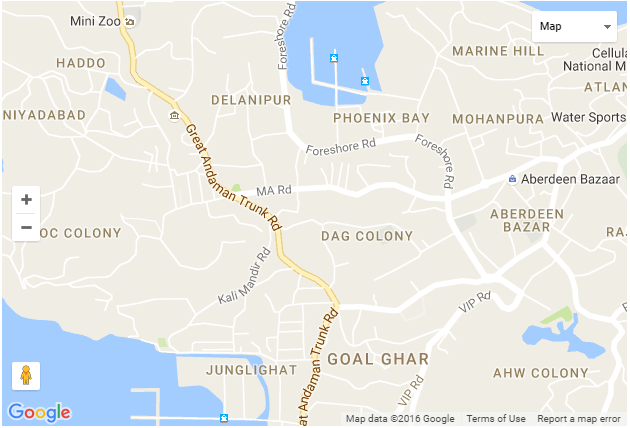 Mini Zoo
Foreshore Rd
Map
MARINE HILL
Cellula
National M
HADDO
ATLAN
DELANIPUR
NIYADABAD
PHOENIX BAY
MOHANPURA
Water Sports
Great Andaman Trunk Rd
Foreshore Rd
Foreshore Rd
MA Rd
Aberdeen Bazaar
+
−
OC COLONY
DAG COLONY
ABERDEEN
BAZAR
RAJ
Kali Mandir Rd
VIP Rd
at Andaman Trunk Rd
GOAL GHAR
JUNGLIGHAT
VIP Rd
AHW COLONY
Google
Map data ©2016 Google
Terms of Use
Report a map error